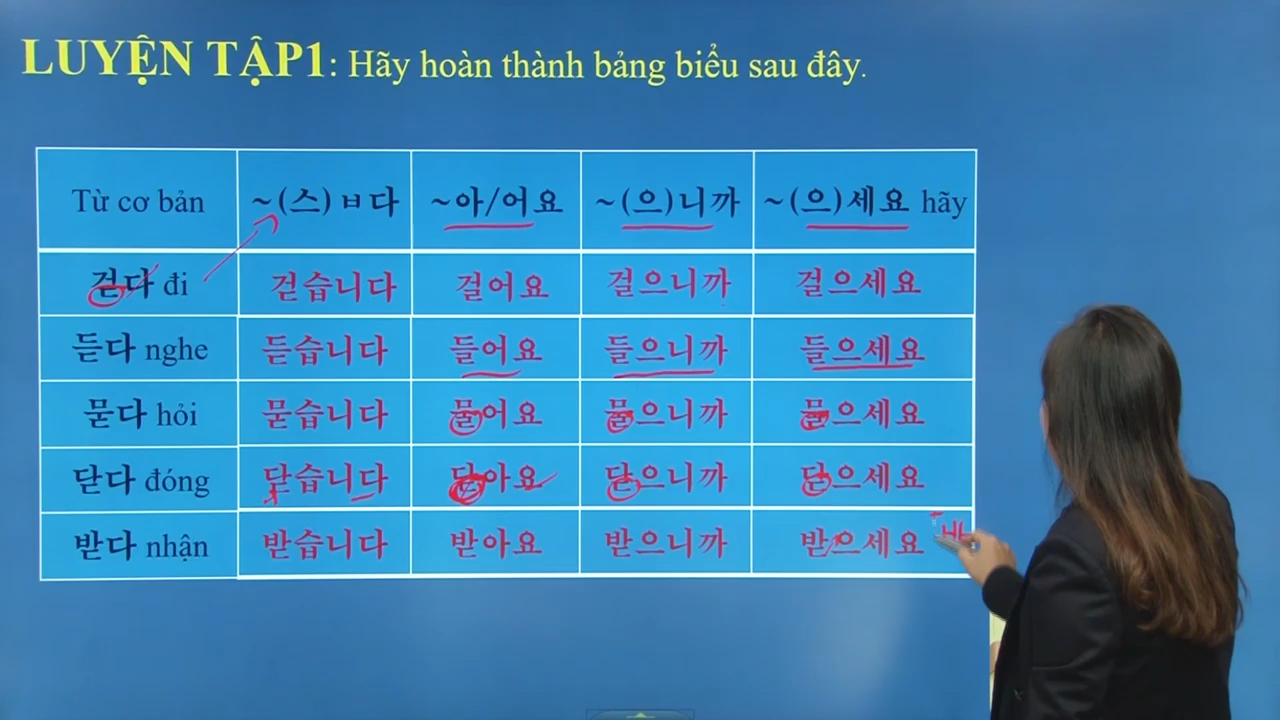 LUYỆN TẬP1: Hãy hoàn thành bảng biểu sau đây.
Từ cơ bản ~(스)ㅂ다 ~아/어요 ~(으)니까 ~(으)세요 hãy
걷다 đi 걷습니다 걸어요 걸으니까 걸으세요
듣다 nghe 듣습니다 들어요 들으니까 들으세요
묻다 hỏi 묻습니다 물어요 물으니까 물으세요
닫다 đóng 닫습니다 닫아요 닫으니까 닫으세요
받다 nhận 받습니다 받아요 받으니까 받으세요